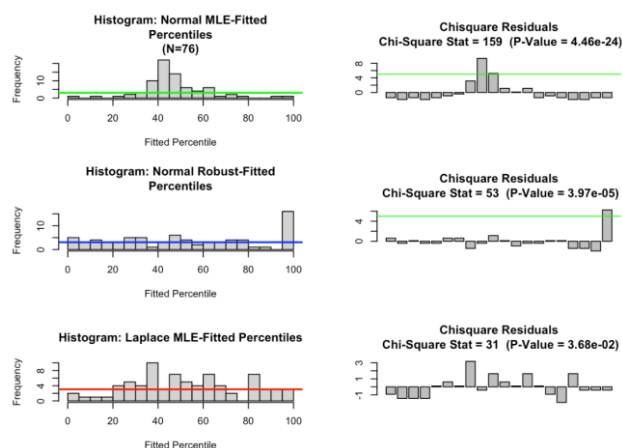 Histogram: Normal MLE-Fitted
Percentiles
(N=76)
Frequency
0 10
0 20 40 60 80 100
Fitted Percentile
Chisquare Residuals
Chi-Square Stat = 159 (P-Value = 4.46e-24)
0 4 8
Histogram: Normal Robust-Fitted
Percentiles
Frequency
0 10
0 20 40 60 80 100
Fitted Percentile
Chisquare Residuals
Chi-Square Stat = 53 (P-Value = 3.97e-05)
0 4
Histogram: Laplace MLE-Fitted Percentiles
Frequency
0 4 8
0 20 40 60 80 100
Fitted Percentile
Chisquare Residuals
Chi-Square Stat = 31 (P-Value = 3.68e-02)
-1 1 3